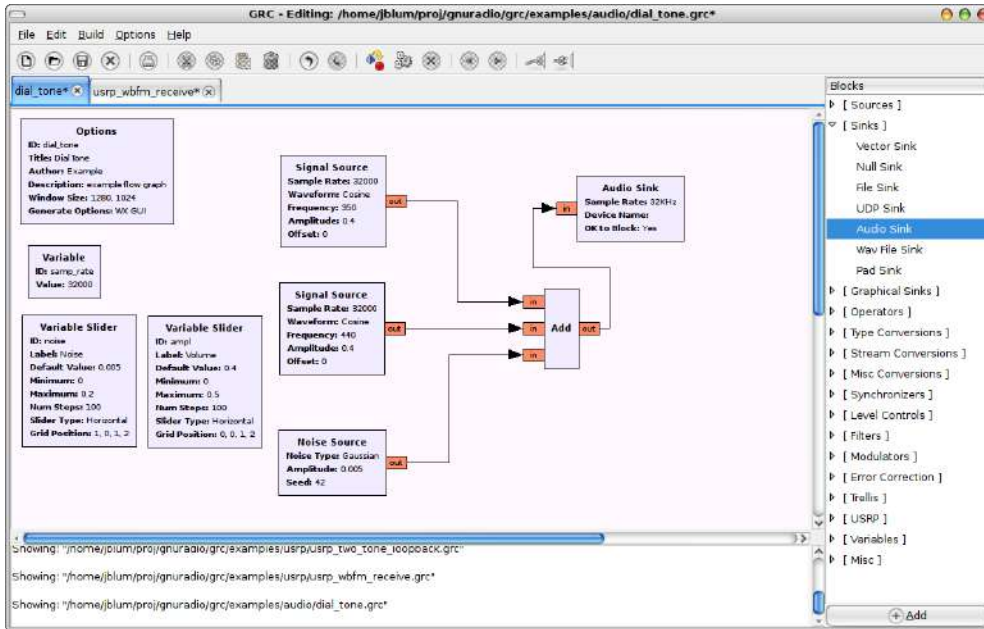 GRC - Editing: /home/jblum/proj/gnuradio/grc/examples/audio/dial_tone.grc*
File Edit Build Options Help
dial_tone*
usrp_wbfm_receive*
Options
ID: dial_tone
Title: Dial Tone
Author: Example
Description: example flow graph
Window Size: 1280, 1024
Generate Options: WX GUI
Variable
ID: samp_rate
Value: 32000
Variable Slider
ID: noise
Label: Noise
Default Value: 0.005
Minimum: 0
Maximum: 0.2
Num Steps: 100
Slider Type: Horizontal
Grid Position: 1, 0, 1, 2
Variable Slider
ID: ampl
Label: Volume
Default Value: 0.4
Minimum: 0
Maximum: 0.5
Num Steps: 100
Slider Type: Horizontal
Grid Position: 0, 0, 1, 2
Signal Source
Sample Rate: 32000
Waveform: Cosine
Frequency: 350
Amplitude: 0.4
Offset: 0
out
Signal Source
Sample Rate: 32000
Waveform: Cosine
Frequency: 440
Amplitude: 0.4
Offset: 0
out
Noise Source
Noise Type: Gaussian
Amplitude: 0.005
Seed: 42
out
in
in
in
Add
out
in
Audio Sink
Sample Rate: 32KHz
Device Name:
OK to Block: Yes
Blocks
[ Sources ]
[ Sinks ]
Vector Sink
Null Sink
File Sink
UDP Sink
Audio Sink
Wav File Sink
Pad Sink
[ Graphical Sinks ]
[ Operators ]
[ Type Conversions ]
[ Stream Conversions ]
[ Misc Conversions ]
[ Synchronizers ]
[ Level Controls ]
[ Filters ]
[ Modulators ]
[ Error Correction ]
[ Trellis ]
[ USRP ]
[ Variables ]
[ Misc ]
Add
Showing: "/home/jblum/proj/gnuradio/grc/examples/usrp/usrp_two_tone_loopback.grc"
Showing: "/home/jblum/proj/gnuradio/grc/examples/usrp/usrp_wbfm_receive.grc"
Showing: "/home/jblum/proj/gnuradio/grc/examples/audio/dial_tone.grc"